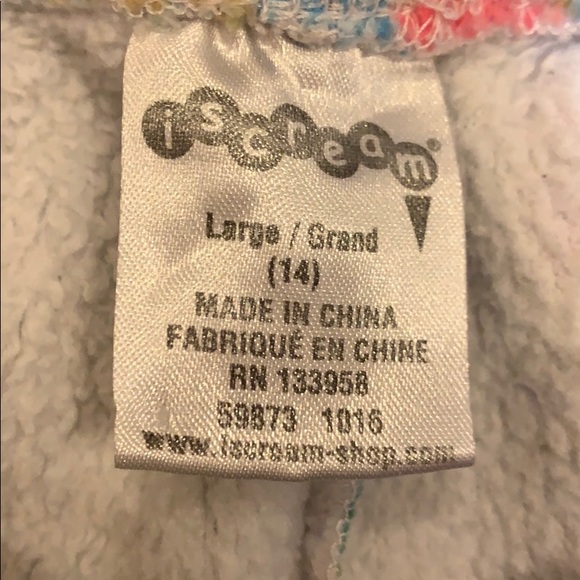 iscream®
Large / Grand
(14)
MADE IN CHINA
FABRIQUÉ EN CHINE
RN 133958
59873 1016
www.iscream-shop.com